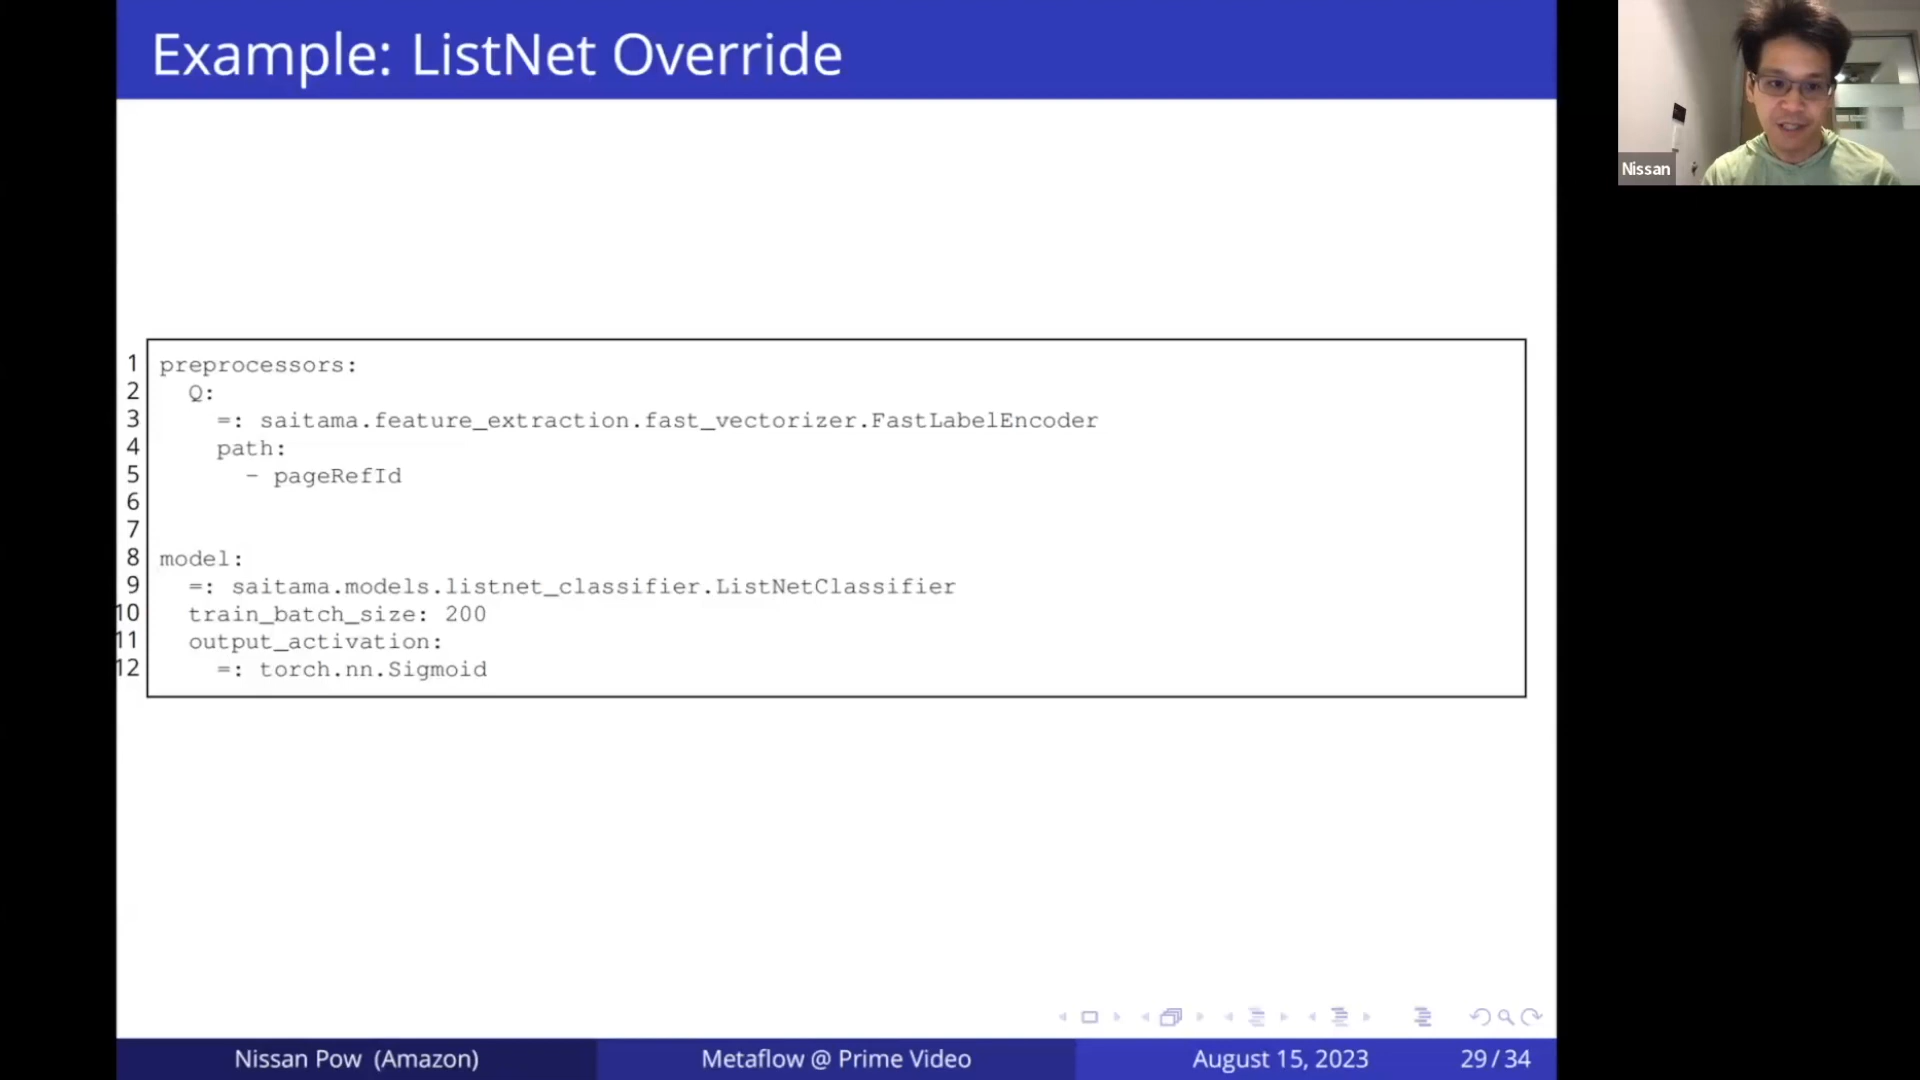 Example: ListNet Override
Nissan
1 preprocessors:
2 Q:
3 =: saitama.feature_extraction.fast_vectorizer.FastLabelEncoder
4 path:
5 - pageRefId
6
7
8 model:
9 =: saitama.models.listnet_classifier.ListNetClassifier
10 train_batch_size: 200
11 output_activation:
12 =: torch.nn.Sigmoid
Nissan Pow (Amazon) Metaflow @ Prime Video August 15, 2023 29 / 34